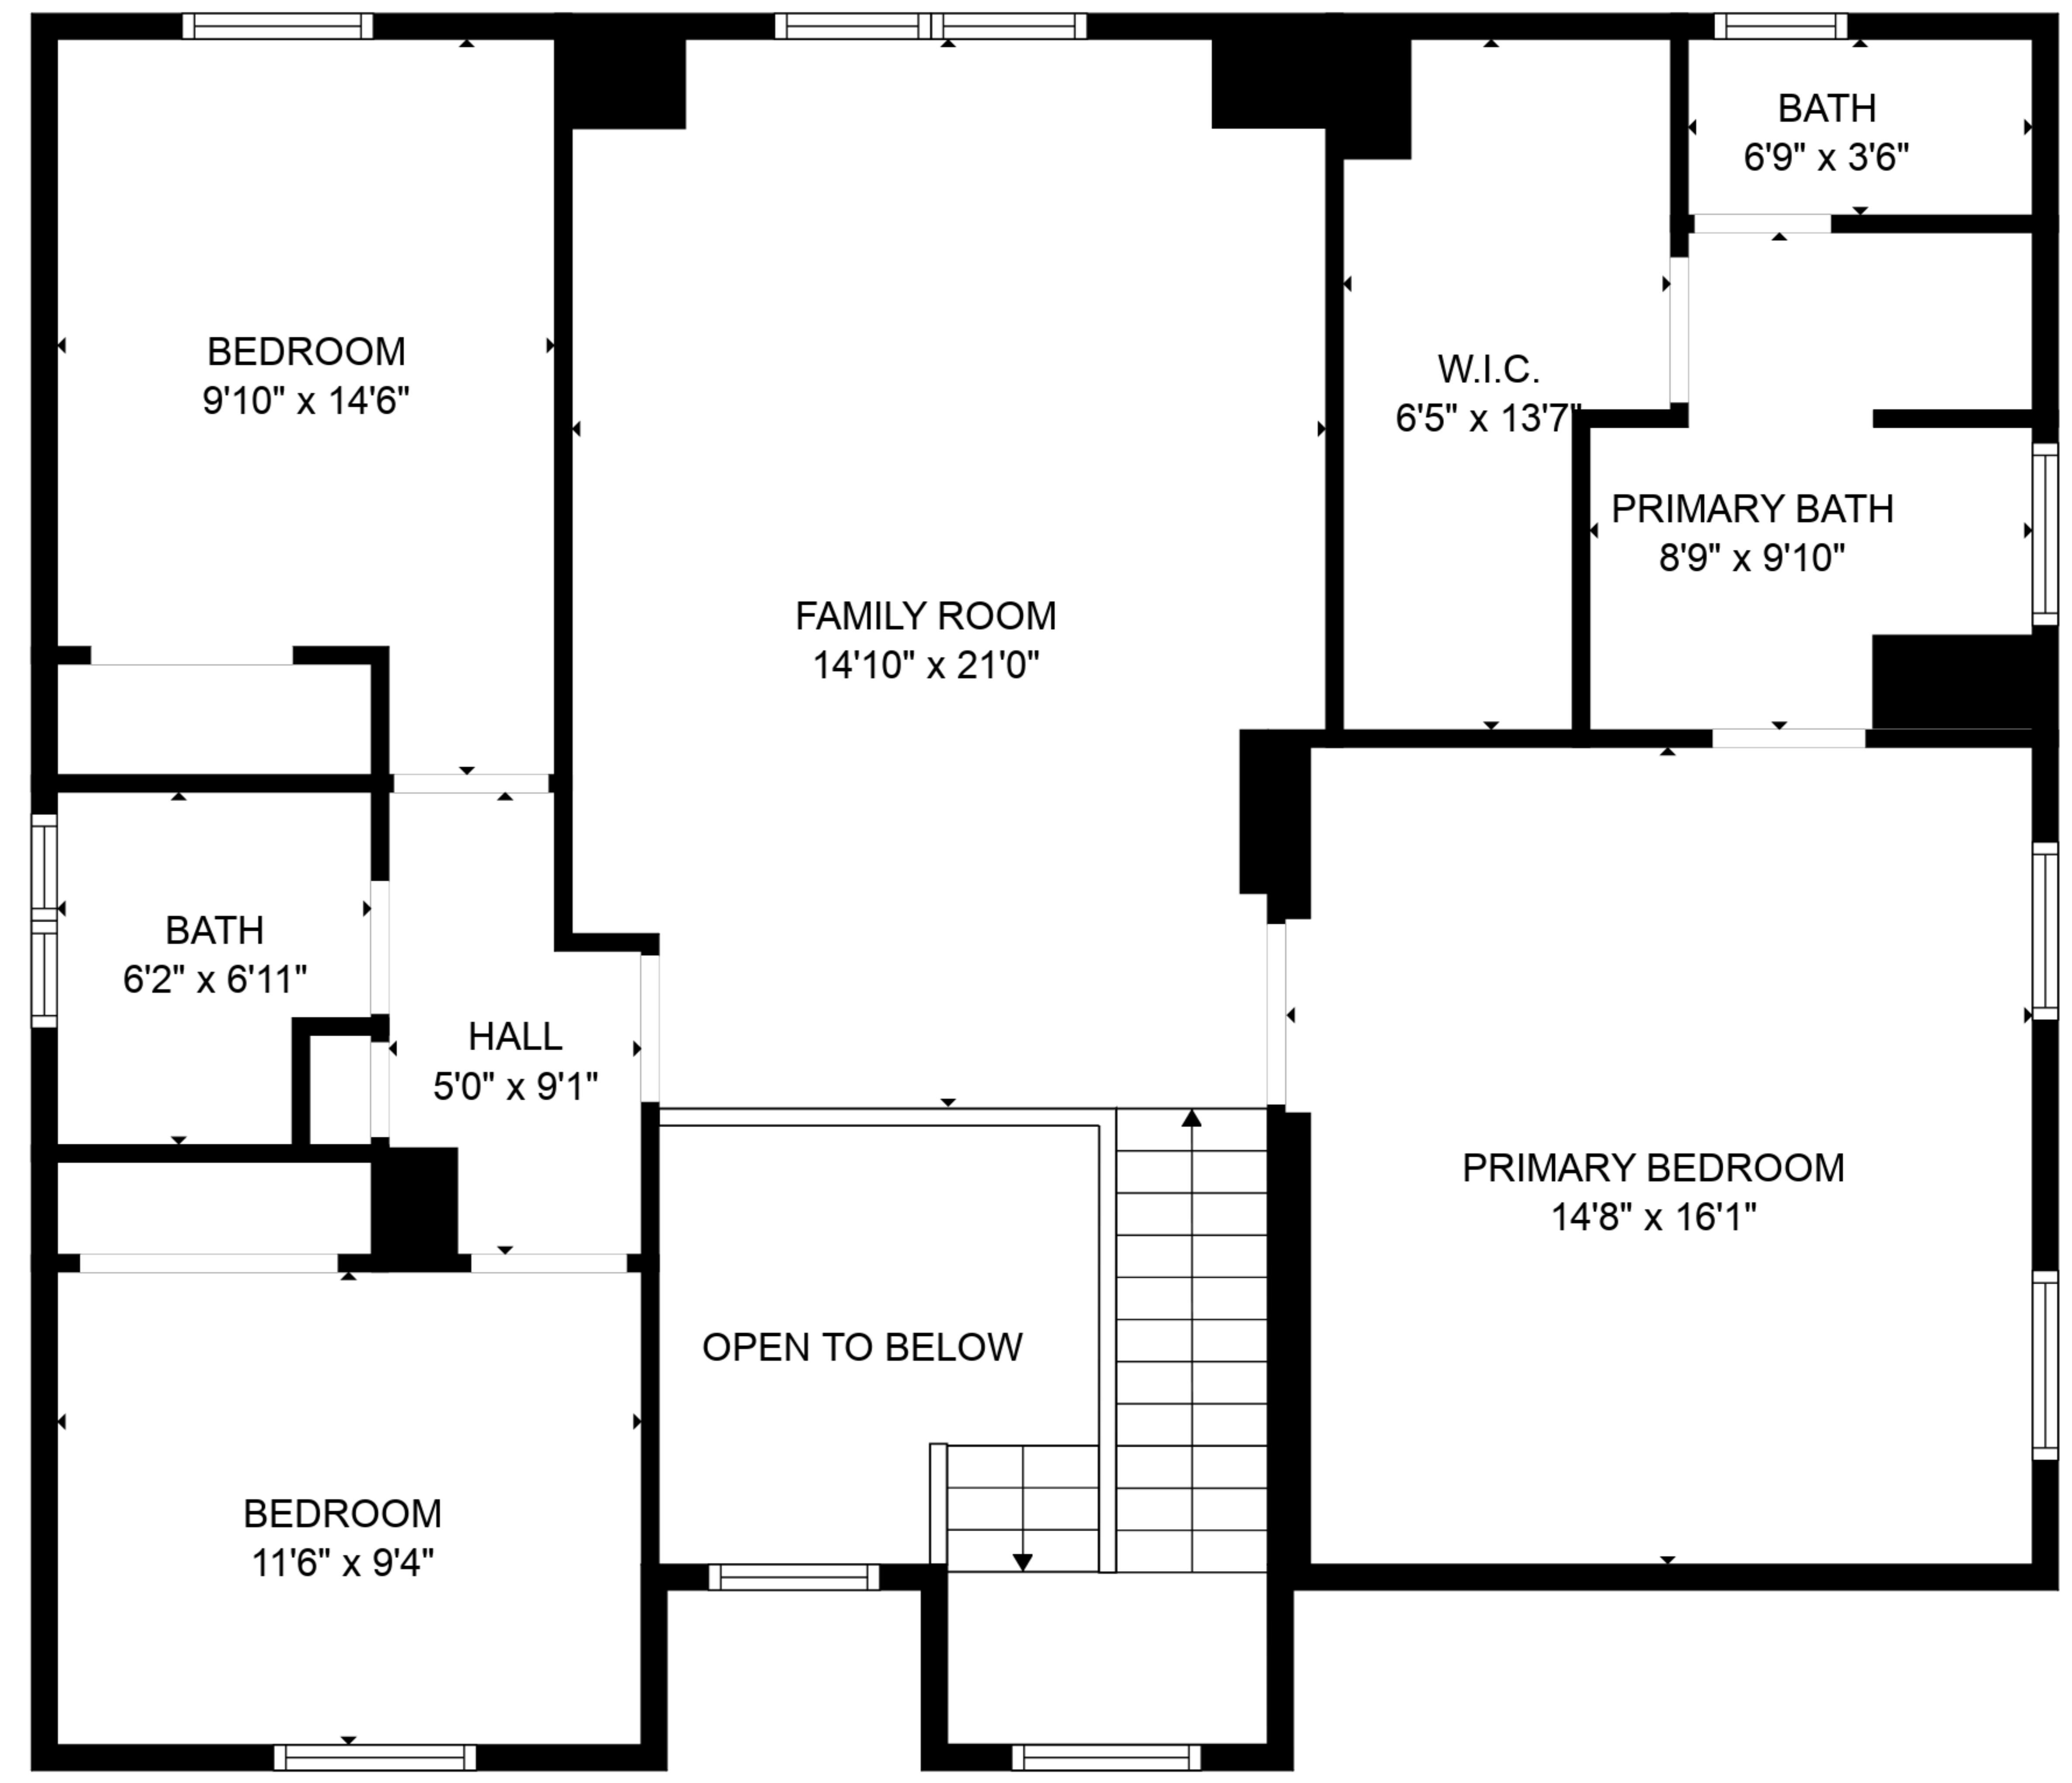 BATH
6'9" x 3'6"
BEDROOM
9'10" x 14'6"
W.I.C.
6'5" x 13'7"
PRIMARY BATH
8'9" x 9'10"
FAMILY ROOM
14'10" x 21'0"
BATH
6'2" x 6'11"
HALL
5'0" x 9'1"
PRIMARY BEDROOM
14'8" x 16'1"
OPEN TO BELOW
BEDROOM
11'6" x 9'4"